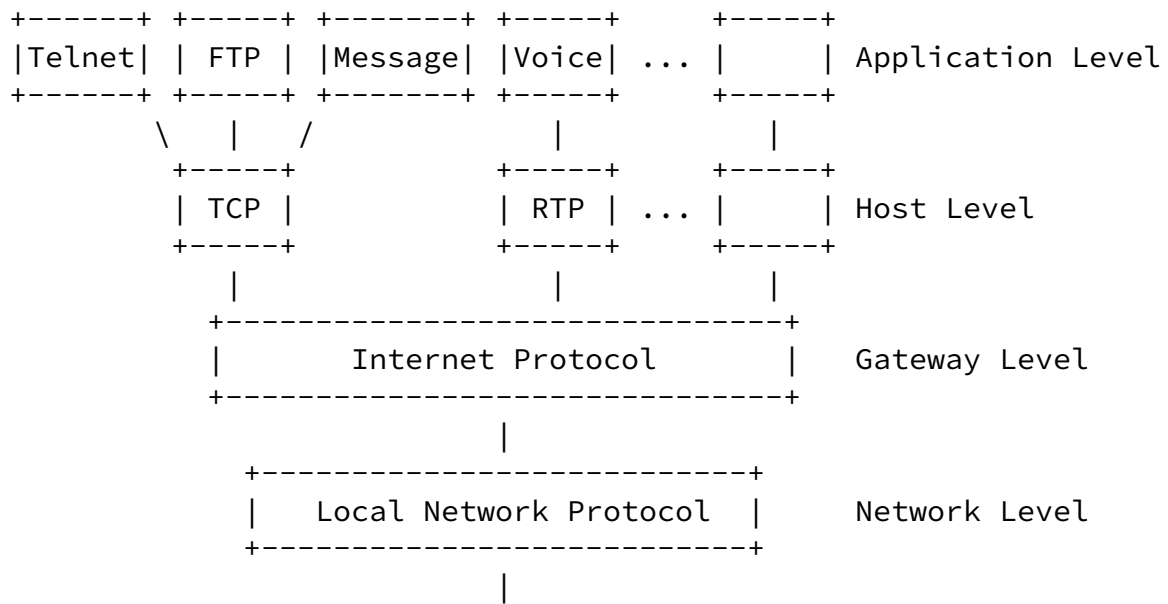 Telnet FTP Message Voice ... Application Level
TCP RTP ... Host Level
Internet Protocol Gateway Level
Local Network Protocol Network Level